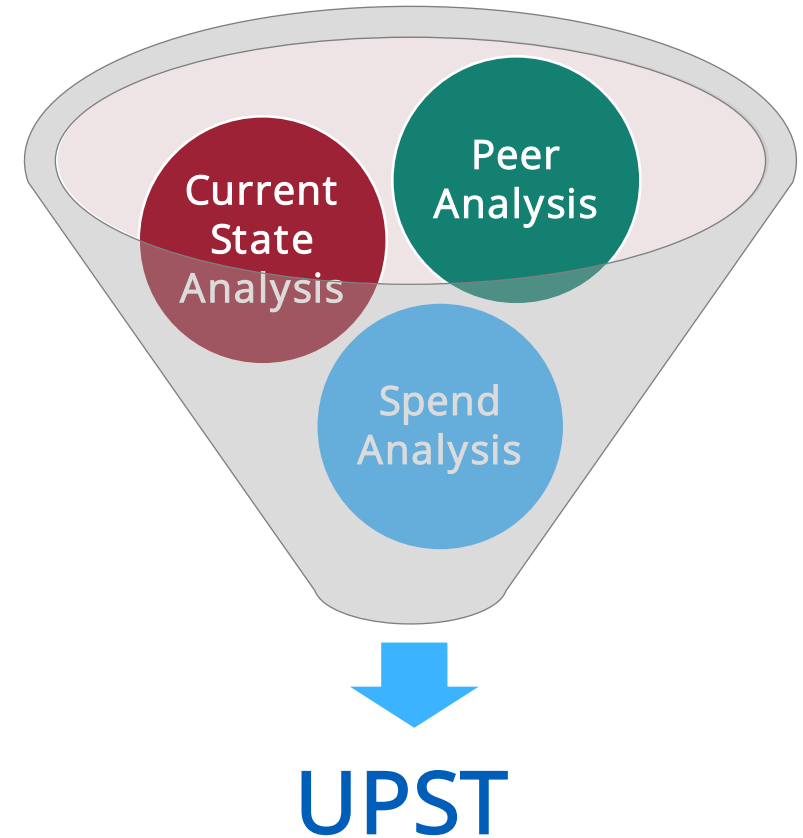 Peer
Analysis
Current
State
Analysis
Spend
Analysis
UPST